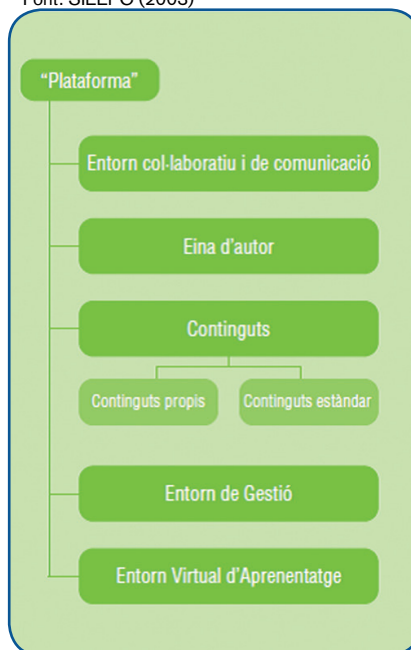 Font: SILEFO (2003)
“Plataforma”
Entorn col·laboratiu i de comunicació
Eina d’autor
Continguts
Continguts propis
Continguts estàndar
Entorn de Gestió
Entorn Virtual d’Aprenentatge